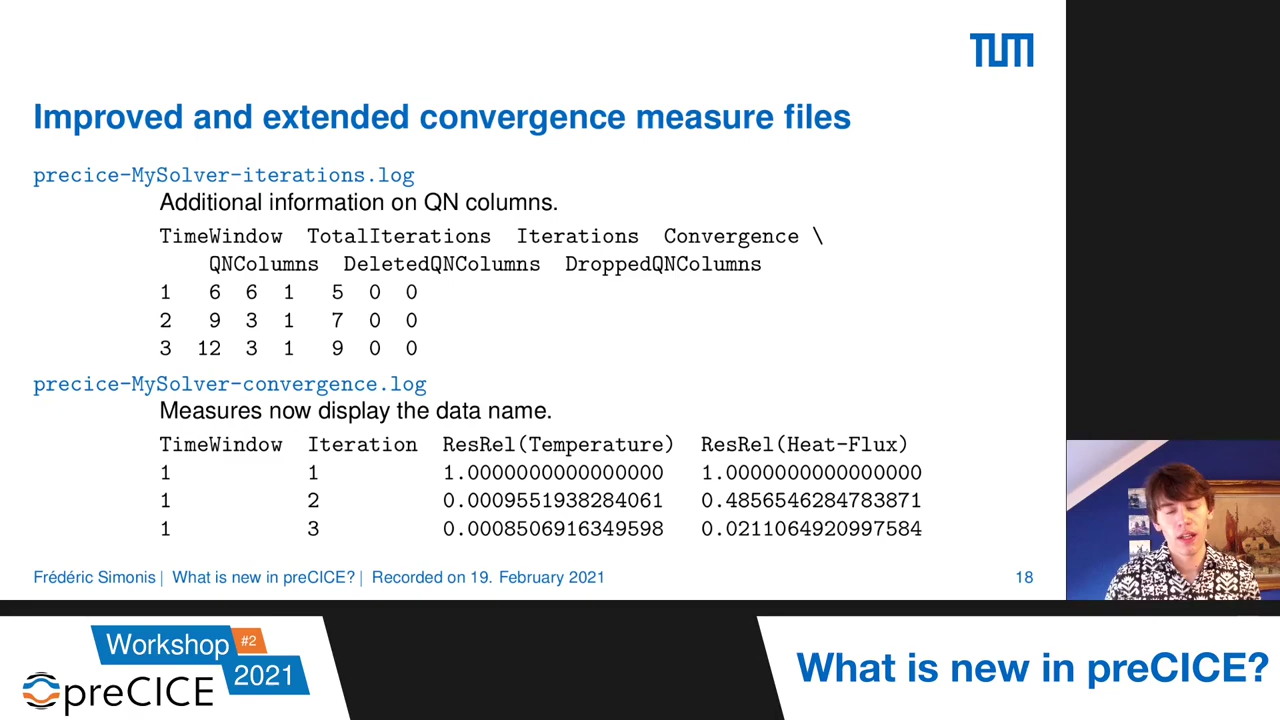 TUM
Improved and extended convergence measure files
precice-MySolver-iterations.log
Additional information on QN columns.
TimeWindow TotalIterations Iterations Convergence \
QNColumns DeletedQNColumns DroppedQNColumns
1 6 6 1 5 0 0
2 9 3 1 7 0 0
3 12 3 1 9 0 0
precice-MySolver-convergence.log
Measures now display the data name.
TimeWindow Iteration ResRel(Temperature) ResRel(Heat-Flux)
1 1 1.0000000000000000 1.0000000000000000
1 2 0.0009551938284061 0.4856546284783871
1 3 0.0008506916349598 0.0211064920997584
Frédéric Simonis | What is new in preCICE? | Recorded on 19. February 2021 18
Workshop #2
2021
preCICE
What is new in preCICE?